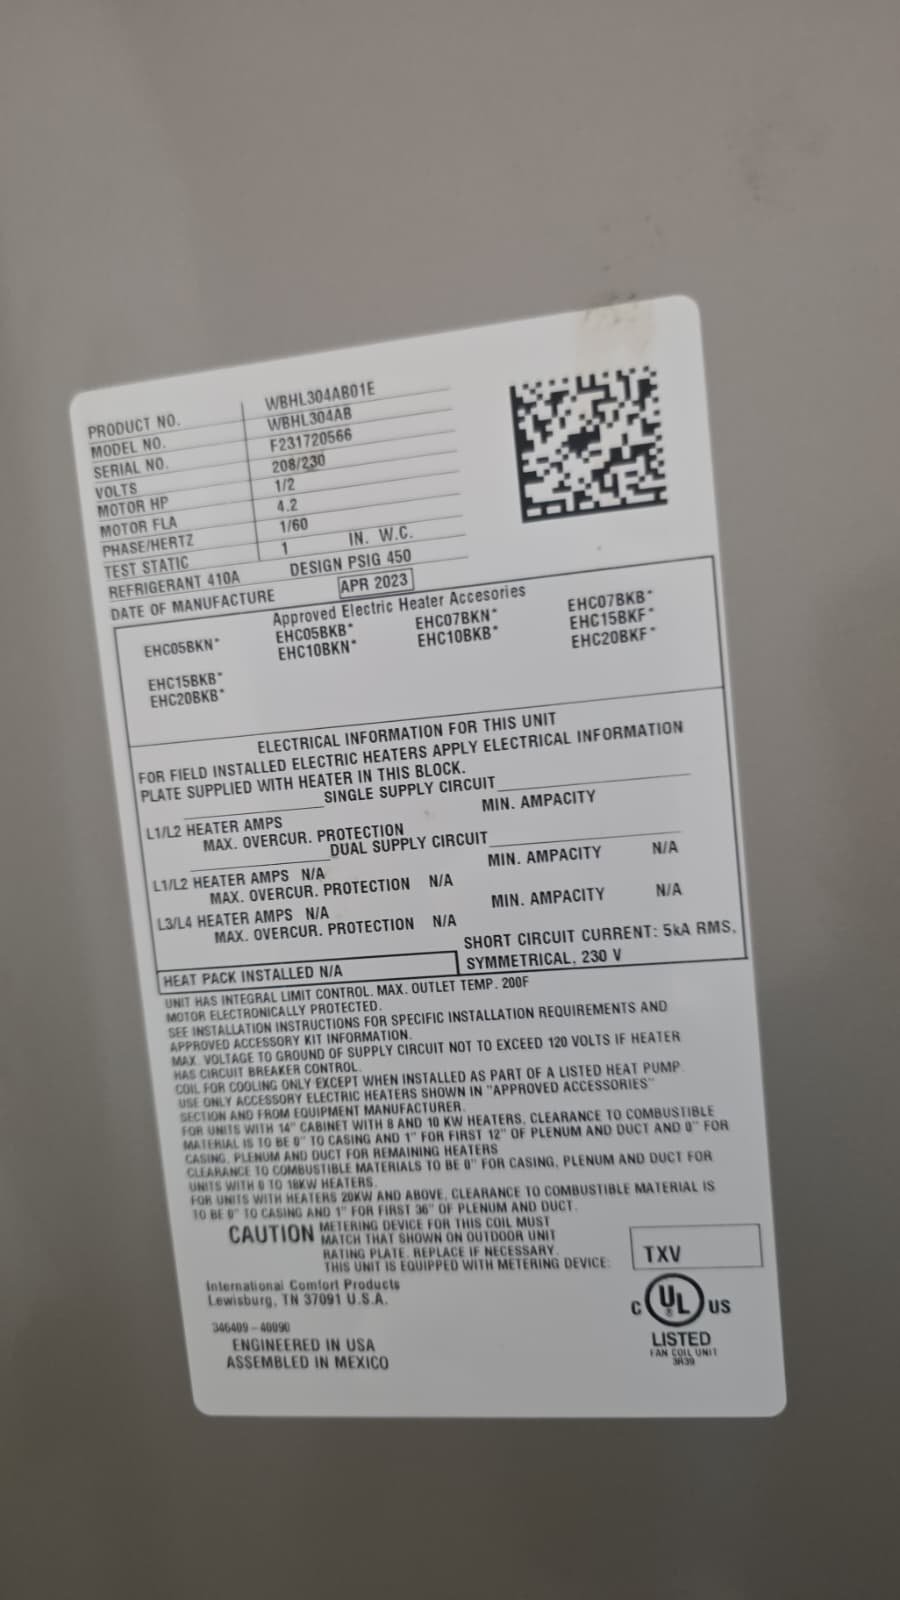 PRODUCT NO. WBHL304AB01E
MODEL NO. WBHL304AB
SERIAL NO. F231720566
VOLTS 208/230
MOTOR HP 1/2
MOTOR FLA 4.2
PHASE/HERTZ 1/60
TEST STATIC 1 IN. W.C.
REFRIGERANT 410A DESIGN PSIG 450
DATE OF MANUFACTURE APR 2023
Approved Electric Heater Accesories
EHC05BKN* EHC05BKB* EHC07BKN* EHC07BKB*
EHC10BKN* EHC10BKB* EHC15BKF*
EHC15BKB* EHC20BKF*
EHC20BKB*
ELECTRICAL INFORMATION FOR THIS UNIT
FOR FIELD INSTALLED ELECTRIC HEATERS APPLY ELECTRICAL INFORMATION
PLATE SUPPLIED WITH HEATER IN THIS BLOCK.
SINGLE SUPPLY CIRCUIT
L1/L2 HEATER AMPS MIN. AMPACITY
MAX. OVERCUR. PROTECTION
DUAL SUPPLY CIRCUIT
L1/L2 HEATER AMPS N/A MIN. AMPACITY N/A
MAX. OVERCUR. PROTECTION N/A
L3/L4 HEATER AMPS N/A MIN. AMPACITY N/A
MAX. OVERCUR. PROTECTION N/A
SHORT CIRCUIT CURRENT: 5kA RMS,
HEAT PACK INSTALLED N/A SYMMETRICAL, 230 V
UNIT HAS INTEGRAL LIMIT CONTROL. MAX. OUTLET TEMP. 200F
MOTOR ELECTRONICALLY PROTECTED.
SEE INSTALLATION INSTRUCTIONS FOR SPECIFIC INSTALLATION REQUIREMENTS AND
APPROVED ACCESSORY KIT INFORMATION.
MAX. VOLTAGE TO GROUND OF SUPPLY CIRCUIT NOT TO EXCEED 120 VOLTS IF HEATER
HAS CIRCUIT BREAKER CONTROL.
COIL FOR COOLING ONLY EXCEPT WHEN INSTALLED AS PART OF A LISTED HEAT PUMP
USE ONLY ACCESSORY ELECTRIC HEATERS SHOWN IN "APPROVED ACCESSORIES"
SECTION AND FROM EQUIPMENT MANUFACTURER.
FOR UNITS WITH 14" CABINET WITH 8 AND 10 KW HEATERS, CLEARANCE TO COMBUSTIBLE
MATERIAL IS TO BE 0" TO CASING AND 1" FOR FIRST 12" OF PLENUM AND DUCT AND 0" FOR
CASING, PLENUM AND DUCT FOR REMAINING HEATERS
CLEARANCE TO COMBUSTIBLE MATERIALS TO BE 0" FOR CASING, PLENUM AND DUCT FOR
UNITS WITH 0 TO 18KW HEATERS.
FOR UNITS WITH HEATERS 20KW AND ABOVE, CLEARANCE TO COMBUSTIBLE MATERIAL IS
TO BE 0" TO CASING AND 1" FOR FIRST 36" OF PLENUM AND DUCT.
CAUTION METERING DEVICE FOR THIS COIL MUST
MATCH THAT SHOWN ON OUTDOOR UNIT
RATING PLATE. REPLACE IF NECESSARY.
THIS UNIT IS EQUIPPED WITH METERING DEVICE: TXV
International Comfort Products
Lewisburg, TN 37091 U.S.A.
C UL ® US
346409-40090
LISTED
ENGINEERED IN USA
FAN COIL UNIT
ASSEMBLED IN MEXICO
3R39